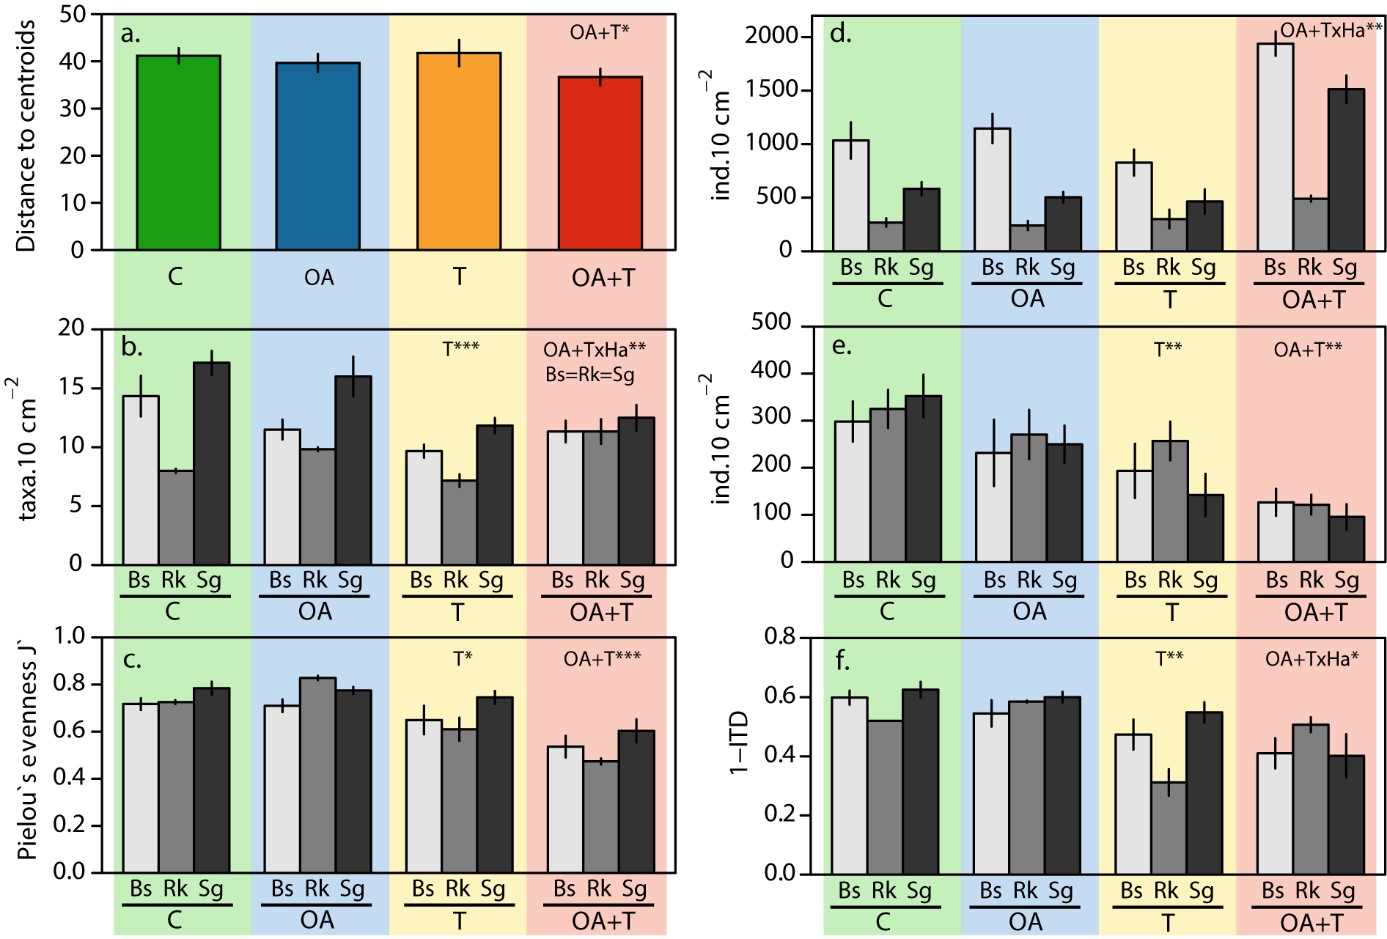 a.
OA+T*
Distance to centroids
50
40
30
20
10
0
C OA T OA+T
b.
T***
OA+TxHa**
Bs=Rk=Sg
taxa.10 cm−2
20
15
10
5
0
Bs Rk Sg Bs Rk Sg Bs Rk Sg Bs Rk Sg
C OA T OA+T
c.
T*
OA+T***
Pielou`s evenness J`
1.0
0.8
0.6
0.4
0.2
0.0
Bs Rk Sg Bs Rk Sg Bs Rk Sg Bs Rk Sg
C OA T OA+T
d.
OA+TxHa**
ind.10 cm−2
2000
1500
1000
500
0
Bs Rk Sg Bs Rk Sg Bs Rk Sg Bs Rk Sg
C OA T OA+T
e.
T**
OA+T**
ind.10 cm−2
500
400
300
200
100
0
Bs Rk Sg Bs Rk Sg Bs Rk Sg Bs Rk Sg
C OA T OA+T
f.
T**
OA+TxHa*
1−ITD
0.8
0.6
0.4
0.2
0.0
Bs Rk Sg Bs Rk Sg Bs Rk Sg Bs Rk Sg
C OA T OA+T